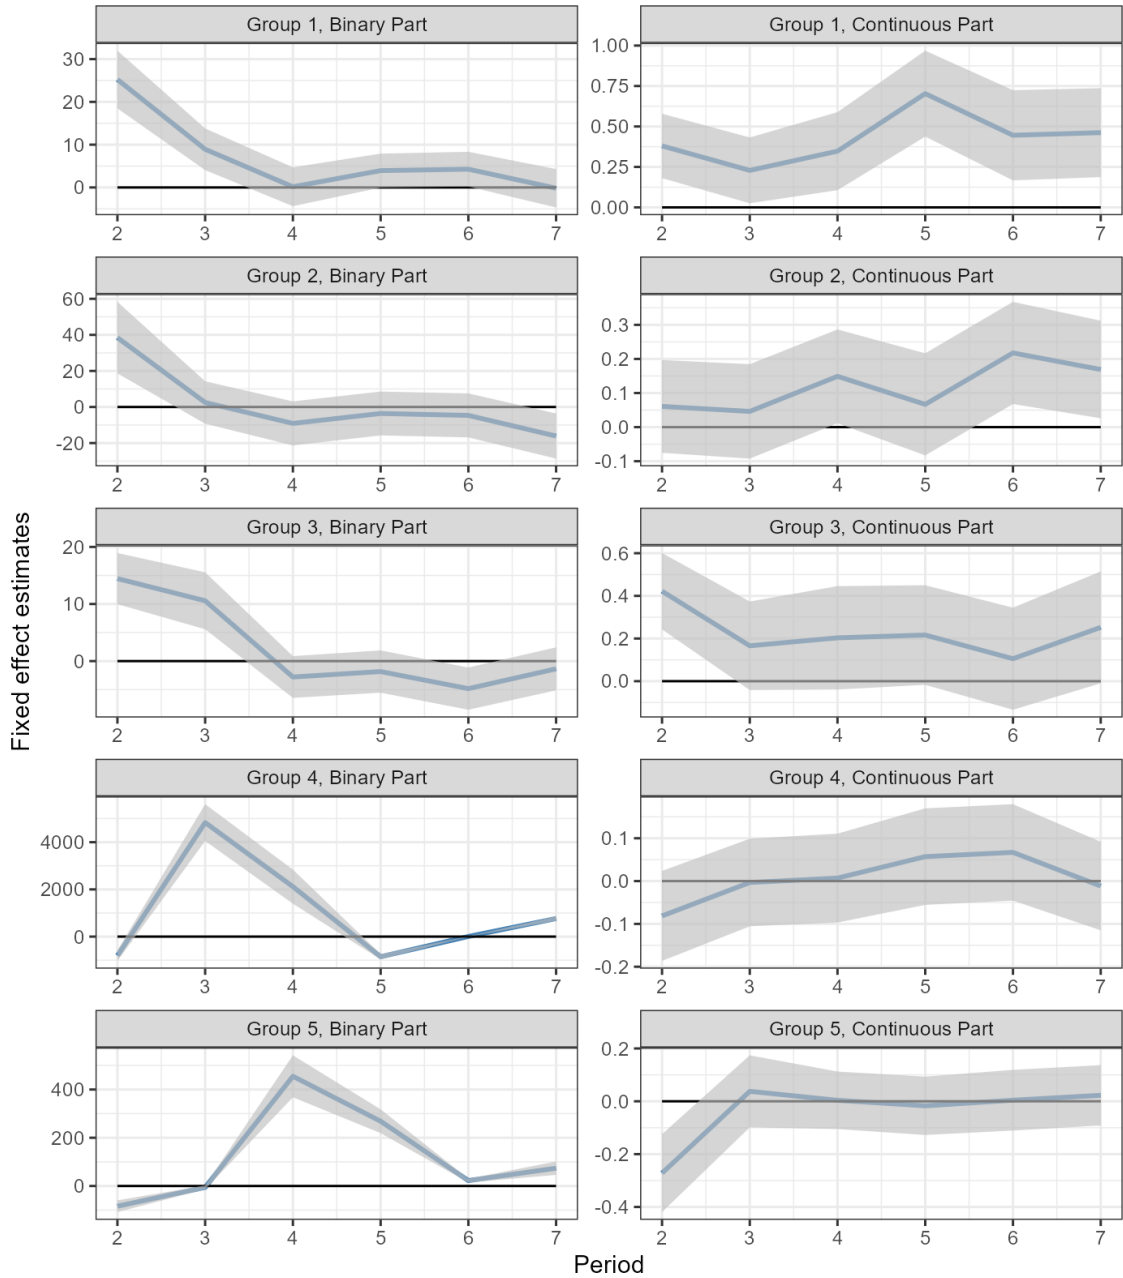 Group 1, Binary Part
Group 1, Continuous Part
30
20
10
0
1.00
0.75
0.50
0.25
0.00
2 3 4 5 6 7
2 3 4 5 6 7
Group 2, Binary Part
Group 2, Continuous Part
60
40
20
0
-20
0.3
0.2
0.1
0.0
-0.1
2 3 4 5 6 7
2 3 4 5 6 7
Group 3, Binary Part
Group 3, Continuous Part
20
10
0
0.6
0.4
0.2
0.0
2 3 4 5 6 7
2 3 4 5 6 7
Group 4, Binary Part
Group 4, Continuous Part
4000
2000
0
0.1
0.0
-0.1
-0.2
2 3 4 5 6 7
2 3 4 5 6 7
Group 5, Binary Part
Group 5, Continuous Part
400
200
0
0.2
0.0
-0.2
-0.4
2 3 4 5 6 7
2 3 4 5 6 7
Fixed effect estimates
Period